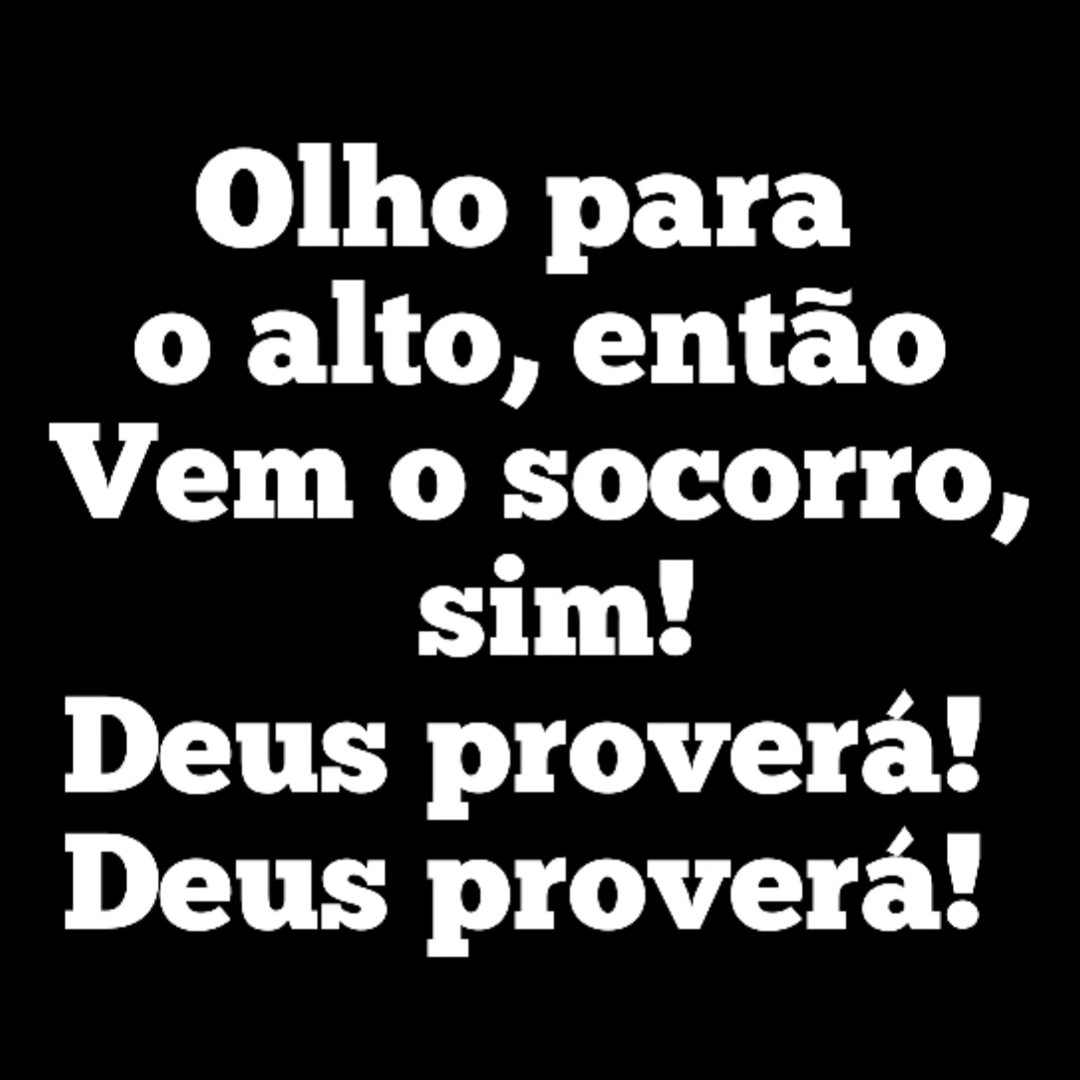 Olho para
o alto, então
Vem o socorro,
sim!
Deus proverá!
Deus proverá!